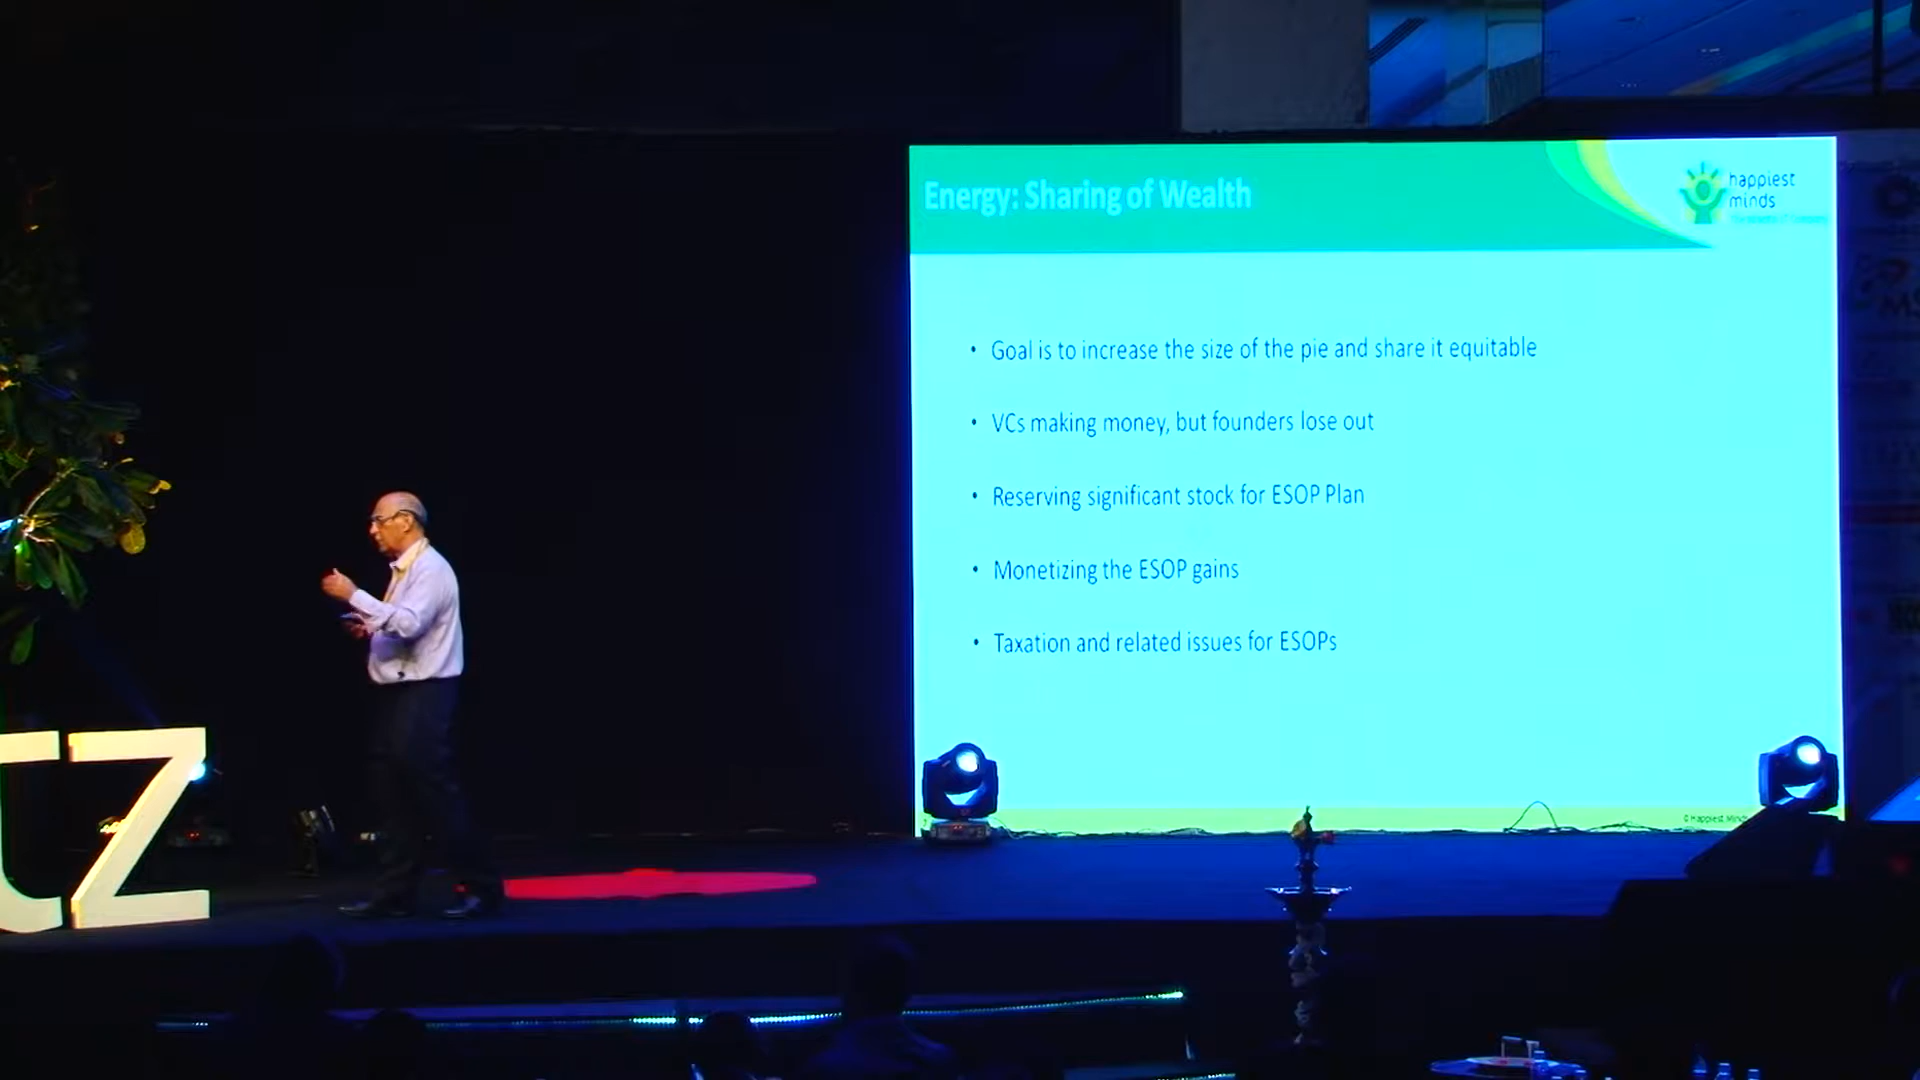 Energy: Sharing of Wealth
happiest
minds
• Goal is to increase the size of the pie and share it equitable
• VCs making money, but founders lose out
• Reserving significant stock for ESOP Plan
• Monetizing the ESOP gains
• Taxation and related issues for ESOPs
Z